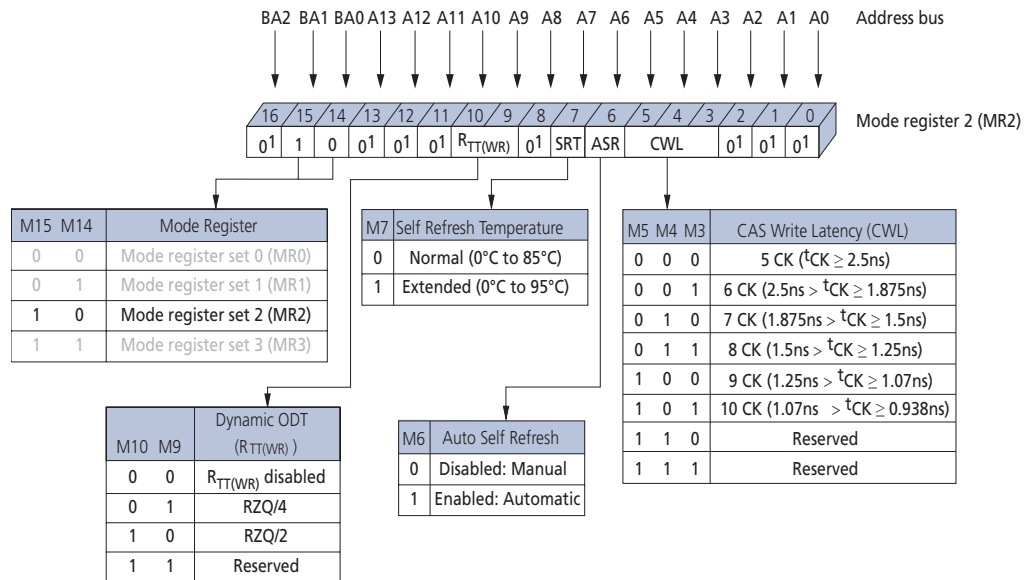 BA2 BA1 BA0 A13 A12 A11 A10 A9 A8 A7 A6 A5 A4 A3 A2 A1 A0 Address bus
16 15 14 13 12 11 10 9 8 7 6 5 4 3 2 1 0
Mode register 2 (MR2)
0¹ 1 0 0¹ 0¹ 0¹ RTT(WR) 0¹ SRT ASR CWL 0¹ 0¹ 0¹
M15 M14 Mode Register
0 0 Mode register set 0 (MR0)
0 1 Mode register set 1 (MR1)
1 0 Mode register set 2 (MR2)
1 1 Mode register set 3 (MR3)
M7 Self Refresh Temperature
0 Normal (0°C to 85°C)
1 Extended (0°C to 95°C)
M5 M4 M3 CAS Write Latency (CWL)
0 0 0 5 CK (tCK ≥ 2.5ns)
0 0 1 6 CK (2.5ns > tCK ≥ 1.875ns)
0 1 0 7 CK (1.875ns > tCK ≥ 1.5ns)
0 1 1 8 CK (1.5ns > tCK ≥ 1.25ns)
1 0 0 9 CK (1.25ns > tCK ≥ 1.07ns)
1 0 1 10 CK (1.07ns > tCK ≥ 0.938ns)
1 1 0 Reserved
1 1 1 Reserved
Dynamic ODT
M10 M9 (RTT(WR) )
0 0 RTT(WR) disabled
0 1 RZQ/4
1 0 RZQ/2
1 1 Reserved
M6 Auto Self Refresh
0 Disabled: Manual
1 Enabled: Automatic